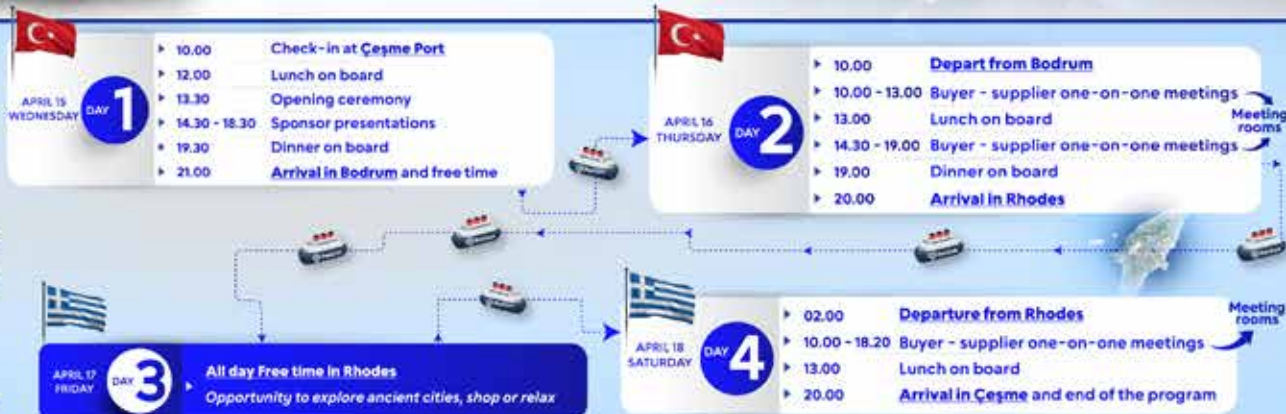 APRIL 15
WEDNESDAY
DAY 1
10.00 Check-in at Çeşme Port
12.00 Lunch on board
13.30 Opening ceremony
14.30 - 18.30 Sponsor presentations
19.30 Dinner on board
21.00 Arrival in Bodrum and free time
APRIL 16
THURSDAY
DAY 2
10.00 Depart from Bodrum
10.00 - 13.00 Buyer - supplier one-on-one meetings
13.00 Lunch on board
14.30 - 19.00 Buyer - supplier one-on-one meetings
19.00 Dinner on board
20.00 Arrival in Rhodes
Meeting
rooms
APRIL 17
FRIDAY
DAY 3
All day Free time in Rhodes
Opportunity to explore ancient cities, shop or relax
APRIL 18
SATURDAY
DAY 4
02.00 Departure from Rhodes
10.00 - 18.20 Buyer - supplier one-on-one meetings
13.00 Lunch on board
20.00 Arrival in Çeşme and end of the program
Meeting
rooms